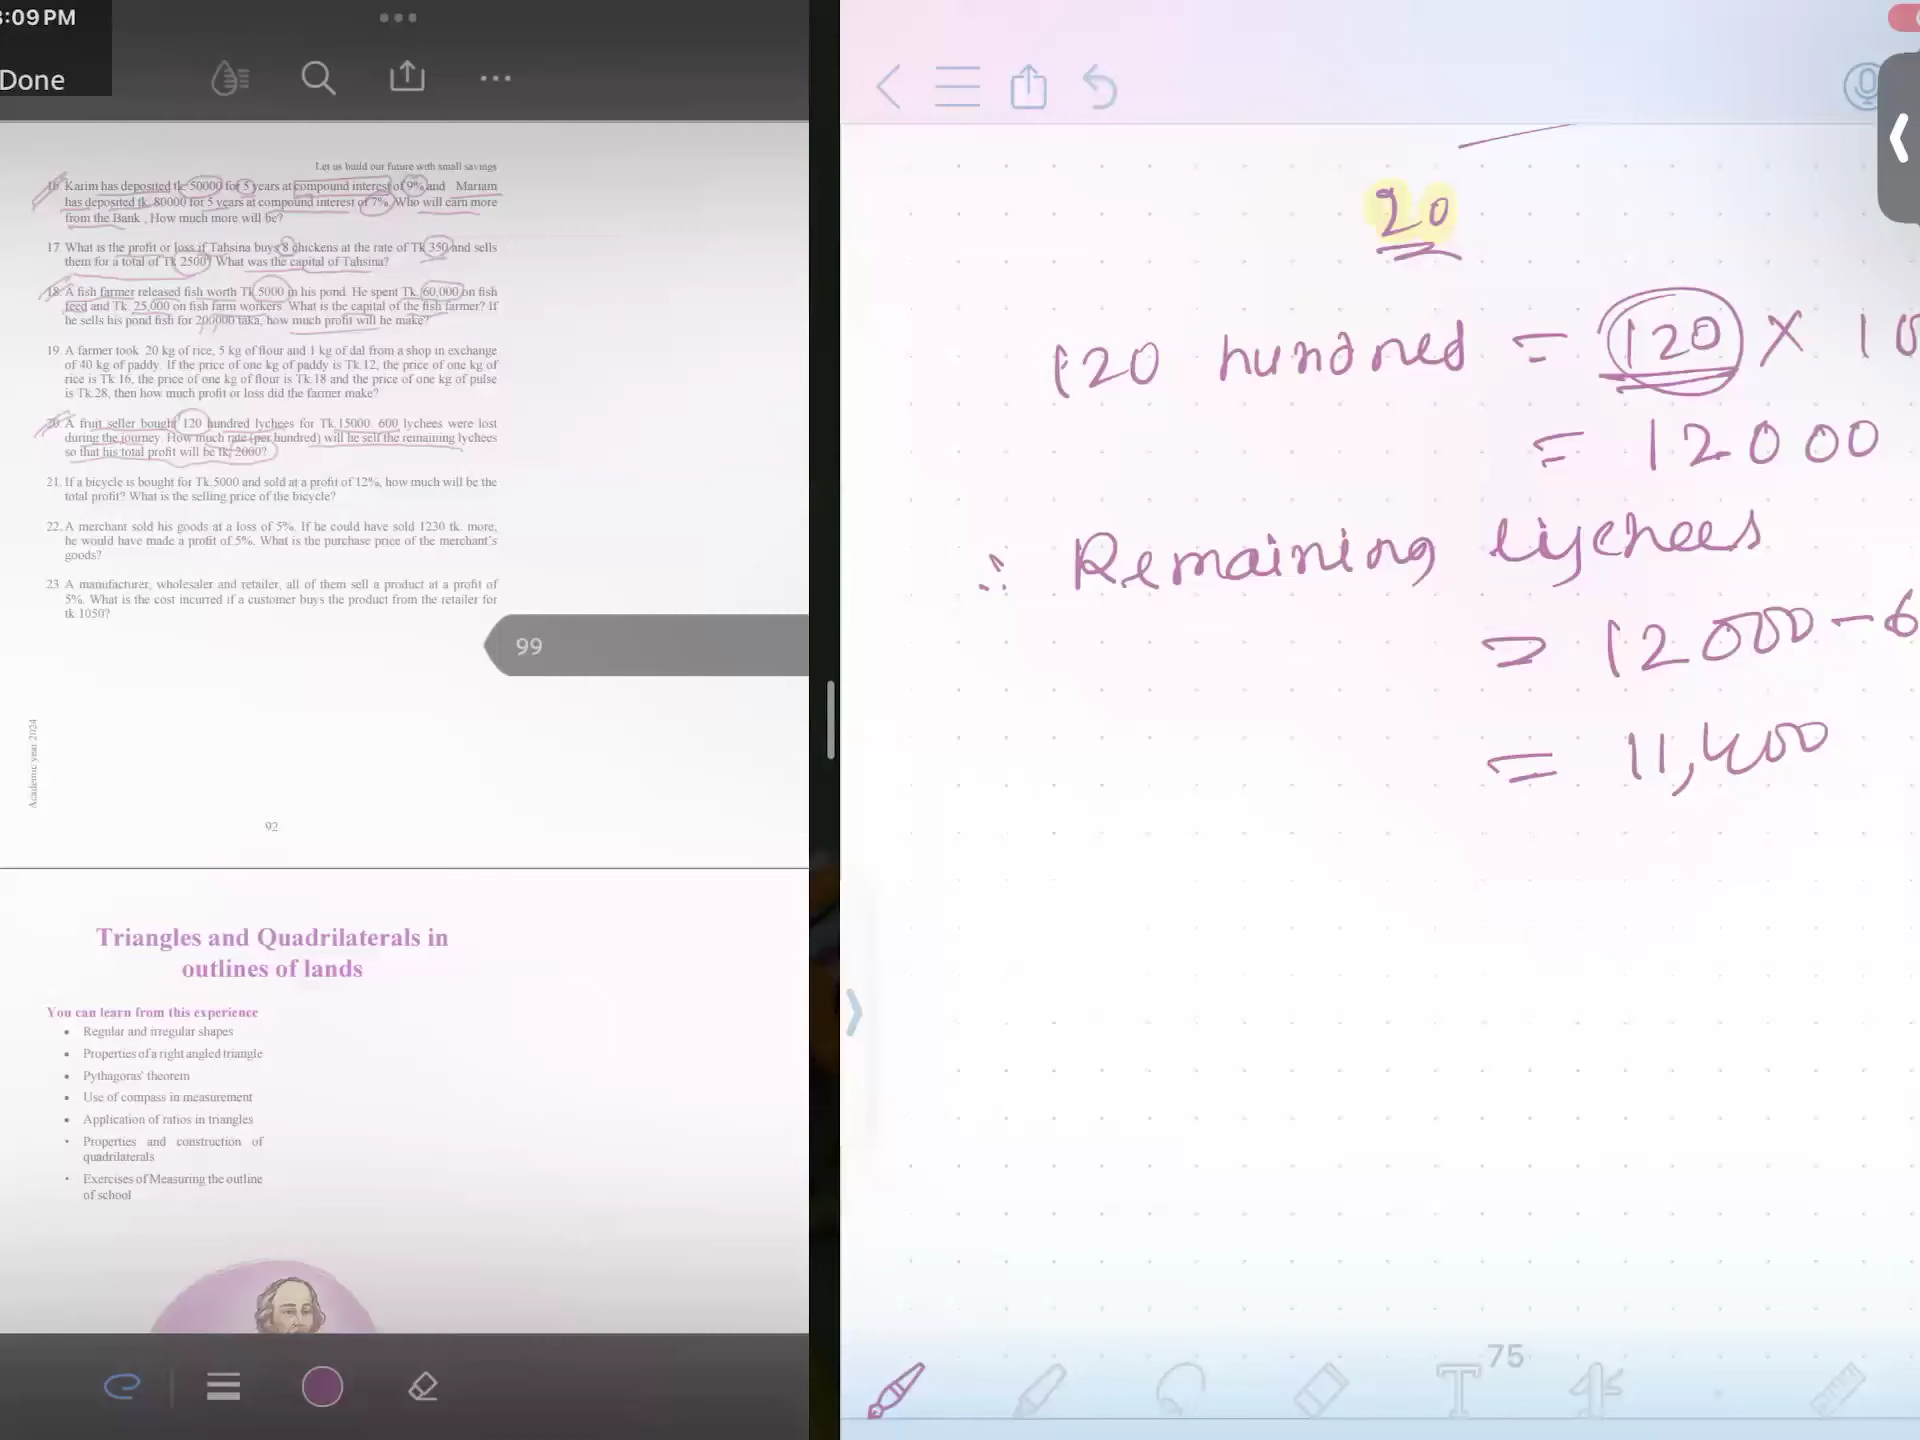 :09 PM
Done
Let us build our future with small savings
16. Karim has deposited tk. 50000 for 5 years at compound interest of 9% and Mariam
has deposited tk. 80000 for 5 years at compound interest of 7%. Who will earn more
from the Bank . How much more will be?
17. What is the profit or loss if Tahsina buys 8 chickens at the rate of Tk 350 and sells
them for a total of Tk 2500? What was the capital of Tahsina?
18. A fish farmer released fish worth Tk.5000 in his pond. He spent Tk. 60,000 on fish
feed and Tk. 25,000 on fish farm workers. What is the capital of the fish farmer? If
he sells his pond fish for 200000 taka, how much profit will he make?
19. A farmer took 20 kg of rice, 5 kg of flour and 1 kg of dal from a shop in exchange
of 40 kg of paddy. If the price of one kg of paddy is Tk.12, the price of one kg of
rice is Tk 16, the price of one kg of flour is Tk.18 and the price of one kg of pulse
is Tk.28, then how much profit or loss did the farmer make?
20. A fruit seller bought 120 hundred lychees for Tk.15000. 600 lychees were lost
during the journey. How much rate (per hundred) will he sell the remaining lychees
so that his total profit will be tk. 2000?
21. If a bicycle is bought for Tk.5000 and sold at a profit of 12%, how much will be the
total profit? What is the selling price of the bicycle?
22. A merchant sold his goods at a loss of 5%. If he could have sold 1230 tk. more,
he would have made a profit of 5%. What is the purchase price of the merchant's
goods?
23 A manufacturer, wholesaler and retailer, all of them sell a product at a profit of
5%. What is the cost incurred if a customer buys the product from the retailer for
tk 1050?
99
Academic year 2024
92
Triangles and Quadrilaterals in
outlines of lands
You can learn from this experience
• Regular and irregular shapes
• Properties of a right angled triangle
• Pythagoras' theorem
• Use of compass in measurement
• Application of ratios in triangles
• Properties and construction of
quadrilaterals
• Exercises of Measuring the outline
of school
20
120 hundred = 120 × 10
= 12000
∴ Remaining lychees
= 12000 - 6
= 11,400
75